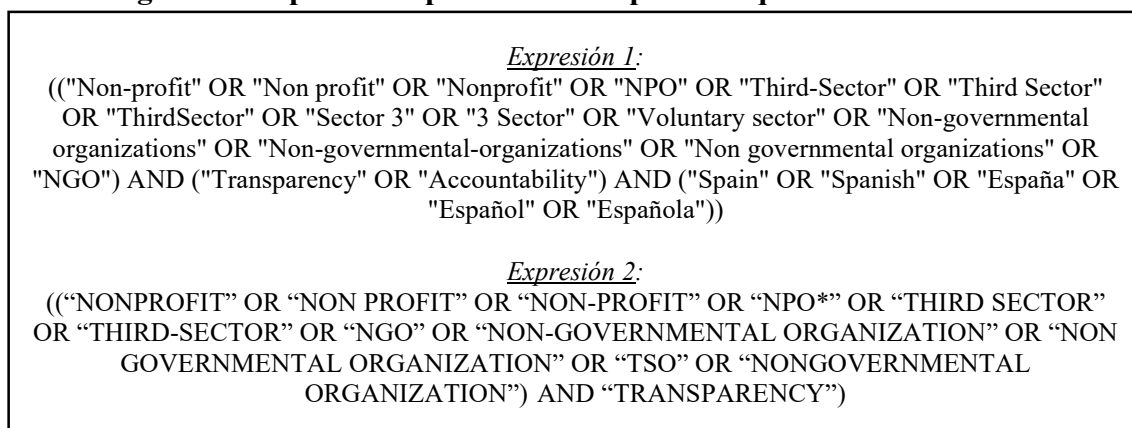 Expresión 1:
(("Non-profit" OR "Non profit" OR "Nonprofit" OR "NPO" OR "Third-Sector" OR "Third Sector"
OR "ThirdSector" OR "Sector 3" OR "3 Sector" OR "Voluntary sector" OR "Non-governmental
organizations" OR "Non-governmental-organizations" OR "Non governmental organizations" OR
"NGO") AND ("Transparency" OR "Accountability") AND ("Spain" OR "Spanish" OR "España" OR
"Español" OR "Española"))
Expresión 2:
((“NONPROFIT” OR “NON PROFIT” OR “NON-PROFIT” OR “NPO*” OR “THIRD SECTOR”
OR “THIRD-SECTOR” OR “NGO” OR “NON-GOVERNMENTAL ORGANIZATION” OR “NON
GOVERNMENTAL ORGANIZATION” OR “TSO” OR “NONGOVERNMENTAL
ORGANIZATION”) AND “TRANSPARENCY”)